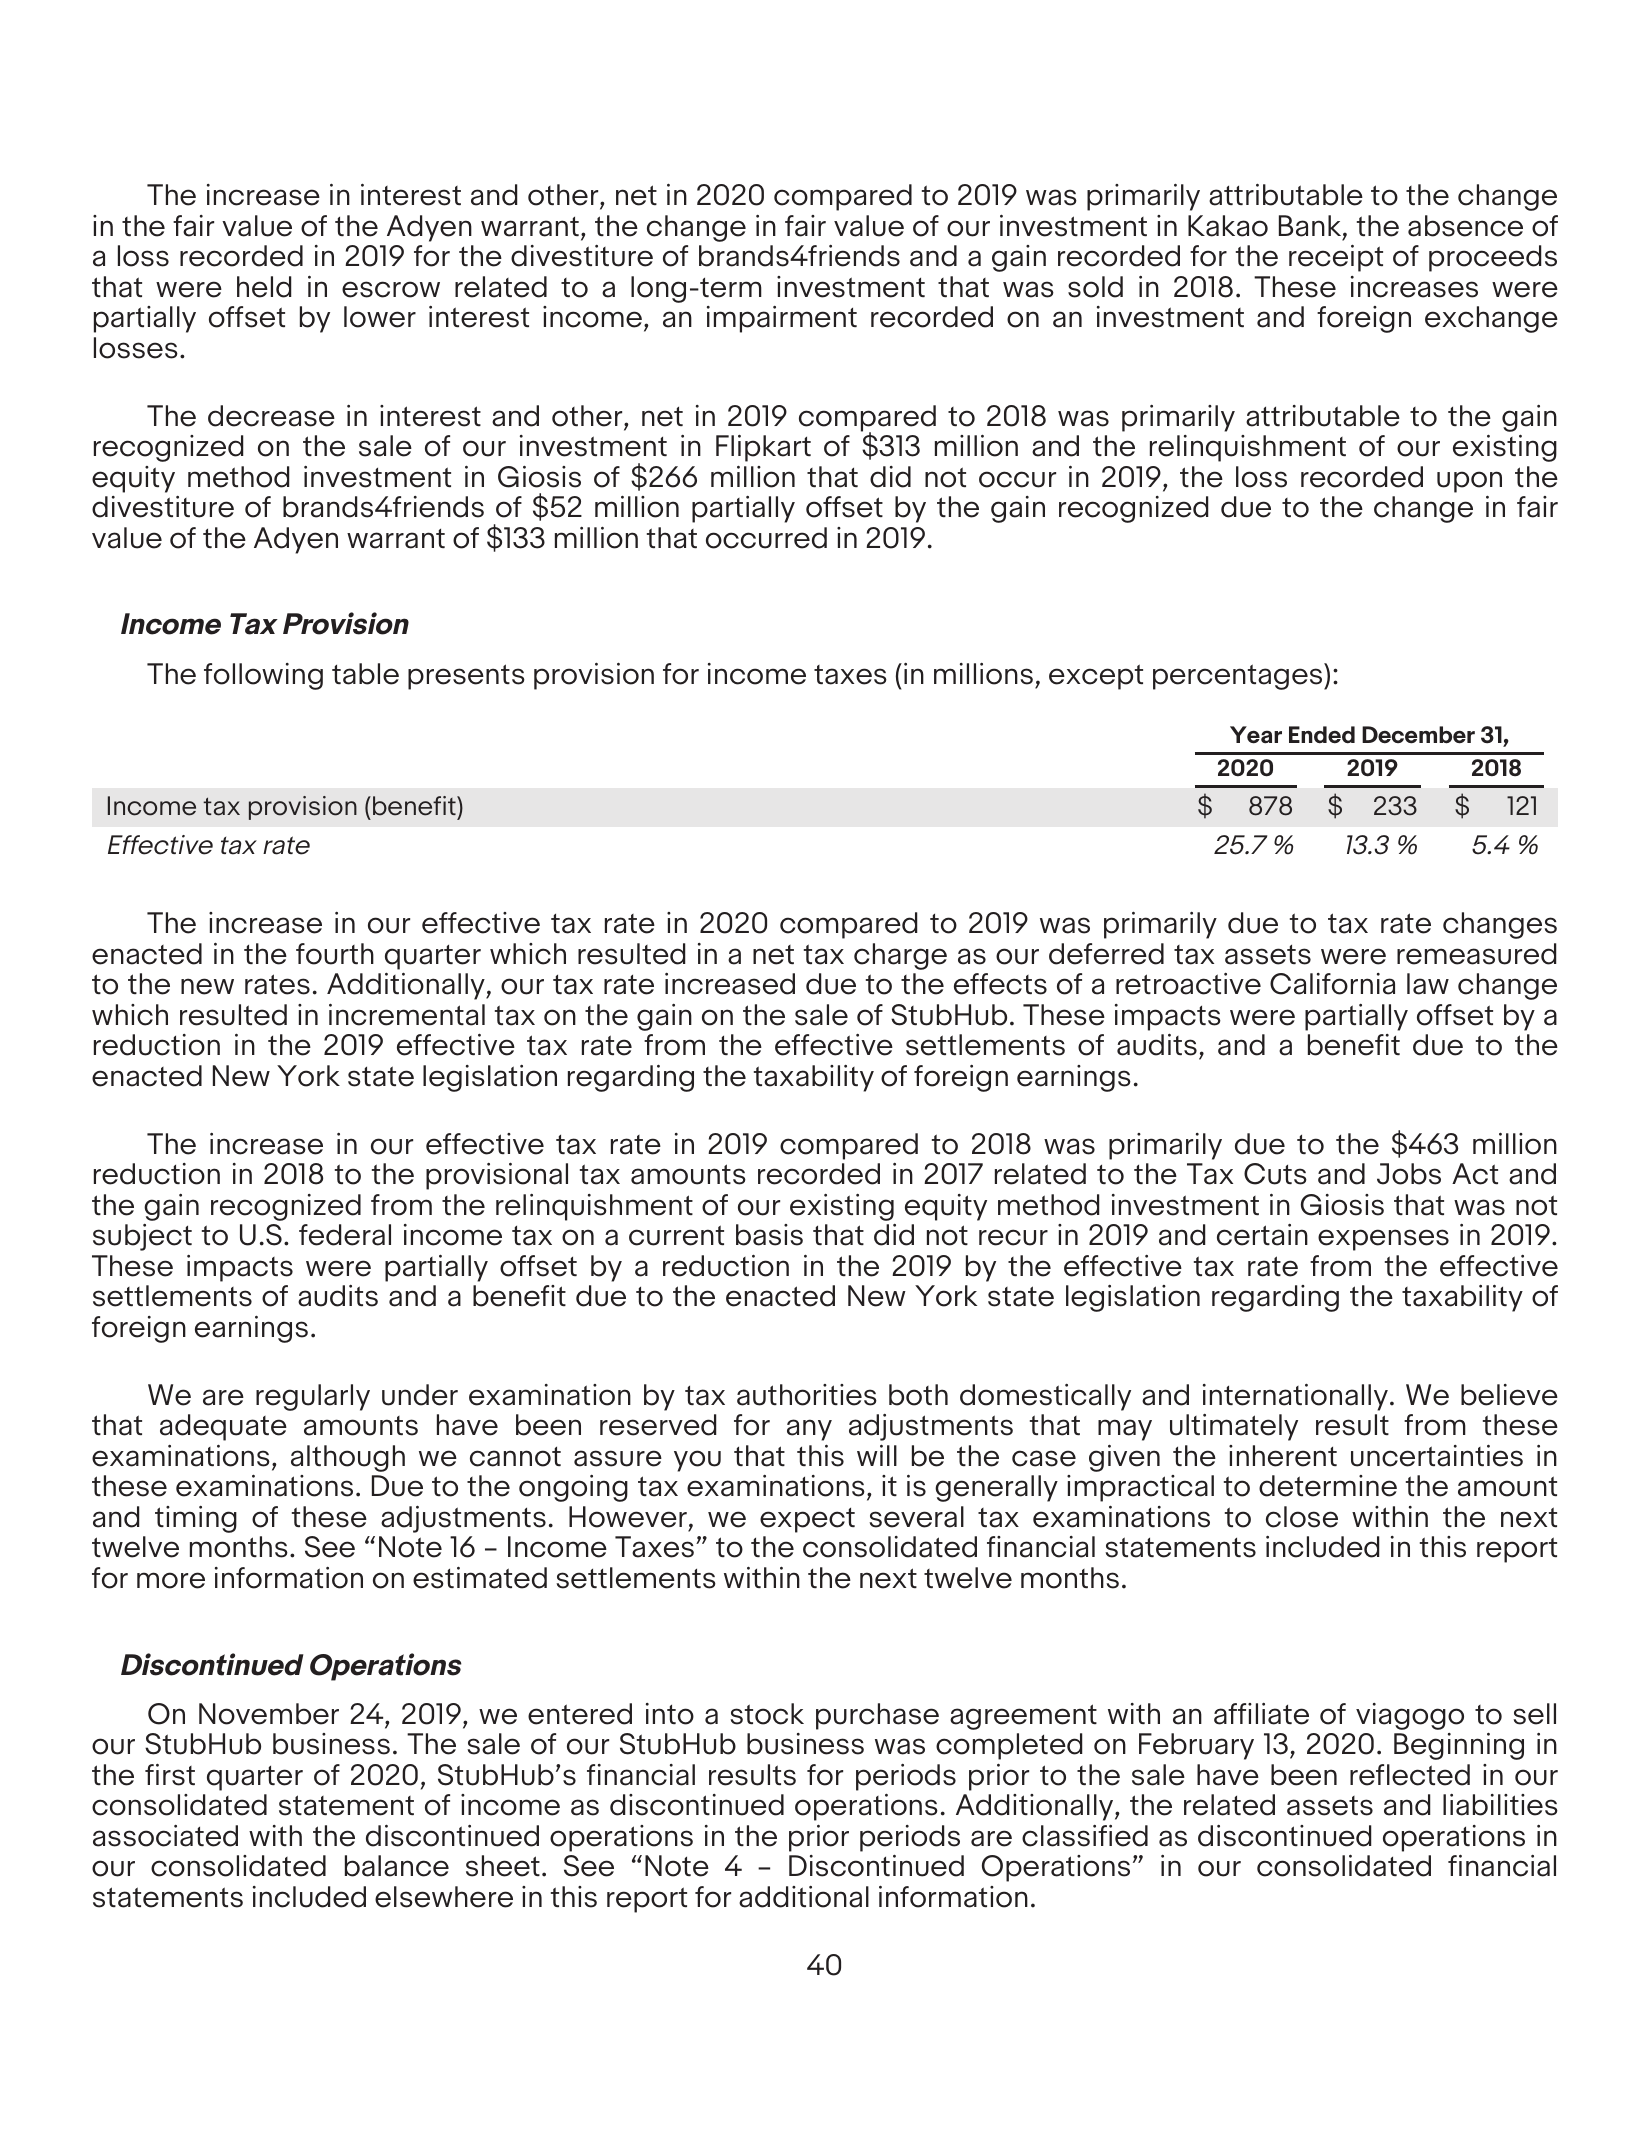 The increase in interest and other, net in 2020 compared to 2019 was primarily attributable to the change
in the fair value of the Adyen warrant, the change in fair value of our investment in Kakao Bank, the absence of
a loss recorded in 2019 for the divestiture of brands4friends and a gain recorded for the receipt of proceeds
that were held in escrow related to a long-term investment that was sold in 2018. These increases were
partially offset by lower interest income, an impairment recorded on an investment and foreign exchange
losses.
The decrease in interest and other, net in 2019 compared to 2018 was primarily attributable to the gain
recognized on the sale of our investment in Flipkart of $313 million and the relinquishment of our existing
equity method investment in Giosis of $266 million that did not occur in 2019, the loss recorded upon the
divestiture of brands4friends of $52 million partially offset by the gain recognized due to the change in fair
value of the Adyen warrant of $133 million that occurred in 2019.
Income Tax Provision
The following table presents provision for income taxes (in millions, except percentages):
Year Ended December 31,
2020 2019 2018
Income tax provision (benefit) $ 878 $ 233 $ 121
Effective tax rate 25.7 % 13.3 % 5.4 %
The increase in our effective tax rate in 2020 compared to 2019 was primarily due to tax rate changes
enacted in the fourth quarter which resulted in a net tax charge as our deferred tax assets were remeasured
to the new rates. Additionally, our tax rate increased due to the effects of a retroactive California law change
which resulted in incremental tax on the gain on the sale of StubHub. These impacts were partially offset by a
reduction in the 2019 effective tax rate from the effective settlements of audits, and a benefit due to the
enacted New York state legislation regarding the taxability of foreign earnings.
The increase in our effective tax rate in 2019 compared to 2018 was primarily due to the $463 million
reduction in 2018 to the provisional tax amounts recorded in 2017 related to the Tax Cuts and Jobs Act and
the gain recognized from the relinquishment of our existing equity method investment in Giosis that was not
subject to U.S. federal income tax on a current basis that did not recur in 2019 and certain expenses in 2019.
These impacts were partially offset by a reduction in the 2019 by the effective tax rate from the effective
settlements of audits and a benefit due to the enacted New York state legislation regarding the taxability of
foreign earnings.
We are regularly under examination by tax authorities both domestically and internationally. We believe
that adequate amounts have been reserved for any adjustments that may ultimately result from these
examinations, although we cannot assure you that this will be the case given the inherent uncertainties in
these examinations. Due to the ongoing tax examinations, it is generally impractical to determine the amount
and timing of these adjustments. However, we expect several tax examinations to close within the next
twelve months. See “Note 16 – Income Taxes” to the consolidated financial statements included in this report
for more information on estimated settlements within the next twelve months.
Discontinued Operations
On November 24, 2019, we entered into a stock purchase agreement with an affiliate of viagogo to sell
our StubHub business. The sale of our StubHub business was completed on February 13, 2020. Beginning in
the first quarter of 2020, StubHub’s financial results for periods prior to the sale have been reflected in our
consolidated statement of income as discontinued operations. Additionally, the related assets and liabilities
associated with the discontinued operations in the prior periods are classified as discontinued operations in
our consolidated balance sheet. See “Note 4 – Discontinued Operations” in our consolidated financial
statements included elsewhere in this report for additional information.
40